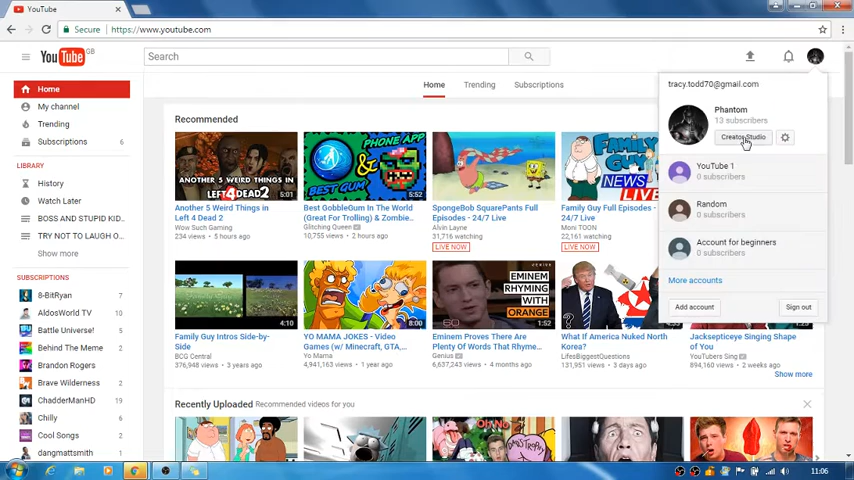 YouTube
https://www.youtube.com
YouTube GB
Search
Home
My channel
Trending
Subscriptions 6
LIBRARY
History
Watch Later
BOSS AND STUPID KID...
TRY NOT TO LAUGH O...
Show more
SUBSCRIPTIONS
8-BitRyan 7
AldosWorld TV 10
Battle Universe! 1
Behind The Meme 2
Brandon Rogers 1
Brave Wilderness 2
ChadderManHD 19
Chilly 1
Cool Songs 2
dangmattsmith 21
Home
Trending
Subscriptions
Recommended
ANOTHER 5 WEIRD THINGS IN
LEFT 4 DEAD 2
5:10
Another 5 Weird Things in
Left 4 Dead 2
Wow Such Gaming
234 views • 5 hours ago
PHONE APP
&
BEST GUM
5:52
Best GobbleGum In The World
(Great For Trolling) & Zombie..
Glitching Queen
10,755 views • 2 hours ago
SpongeBob SquarePants Full
Episodes - 24/7 Live
Alvin Layne
31,716 watching
LIVE NOW
FAMILY GUY
NEWS
LIVE
Family Guy Full Episodes -
24/7 Live
Moni TOON
22,161 watching
LIVE NOW
4:10
Family Guy Intros Side-by-
Side
BCG Central
376,948 views • 3 years ago
8:00
YO MAMA JOKES - Video
Games (w/ Minecraft, GTA,...
Yo Mama
4,941,163 views • 1 year ago
EMINEM
RHYMING
WITH
ORANGE
3:52
Eminem Proves There Are
Plenty Of Words That Rhyme...
Genius
6,637,243 views • 4 months ago
What If America Nuked North
Korea?
LifesBiggestQuestions
131,951 views • 3 days ago
Jacksepticeye Singing Shape
of You
YouTubers Sing
895,914 views • 2 weeks ago
Show more
Recently Uploaded Recommended videos for you
Oh No
tracy.todd70@gmail.com
Phantom
13 subscribers
Creator Studio
YouTube 1
0 subscribers
Random
0 subscribers
Account for beginners
0 subscribers
More accounts
Add account
Sign out
11:06